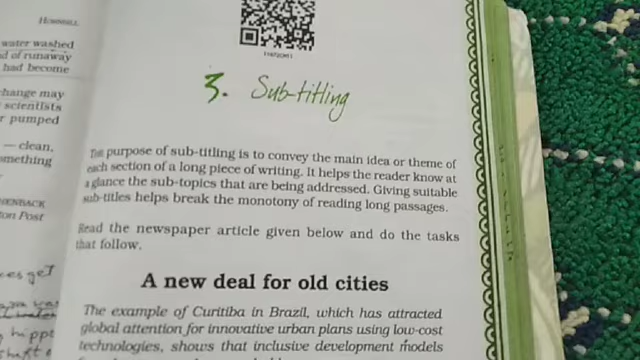 HORNBILL
water washed
d of runaway
had become
change may
scientists
r pumped
— clean,
omething
ENBACK
ton Post
3. Sub-titling
The purpose of sub-titling is to convey the main idea or theme of
each section of a long piece of writing. It helps the reader know at
a glance the sub-topics that are being addressed. Giving suitable
sub-titles helps break the monotony of reading long passages.
Read the newspaper article given below and do the tasks
that follow.
A new deal for old cities
The example of Curitiba in Brazil, which has attracted
global attention for innovative urban plans using low-cost
technologies, shows that inclusive development models